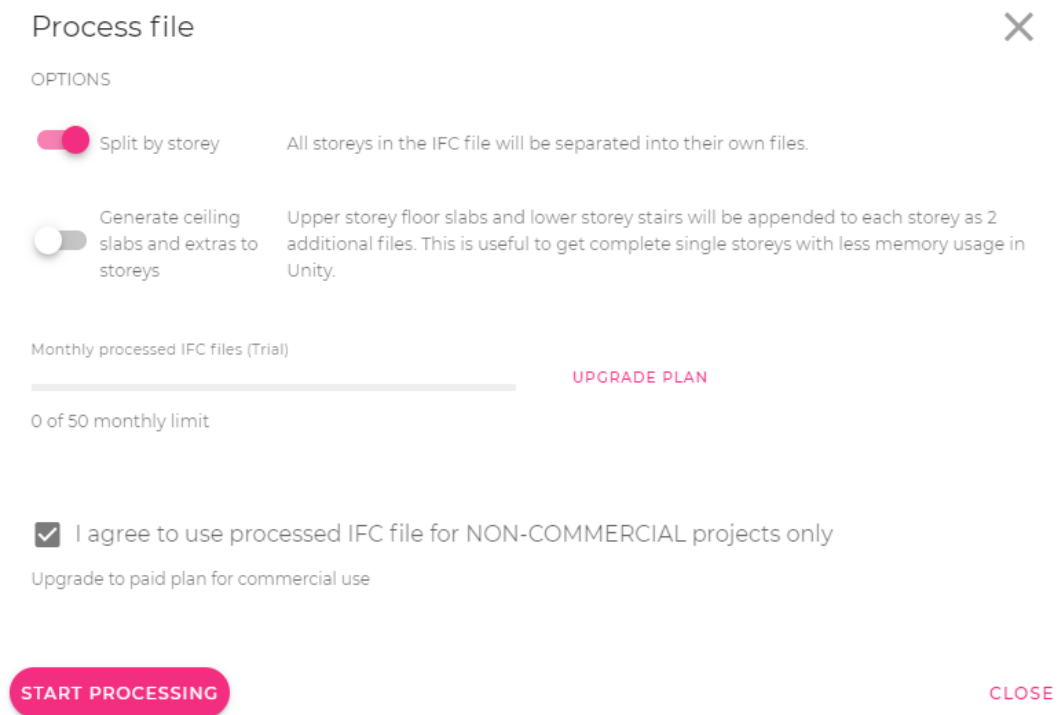 Process file
OPTIONS
Split by storey
All storeys in the IFC file will be separated into their own files.
Generate ceiling
slabs and extras to
storeys
Upper storey floor slabs and lower storey stairs will be appended to each storey as 2
additional files. This is useful to get complete single storeys with less memory usage in
Unity.
Monthly processed IFC files (Trial)
UPGRADE PLAN
0 of 50 monthly limit
I agree to use processed IFC file for NON-COMMERCIAL projects only
Upgrade to paid plan for commercial use
START PROCESSING
CLOSE